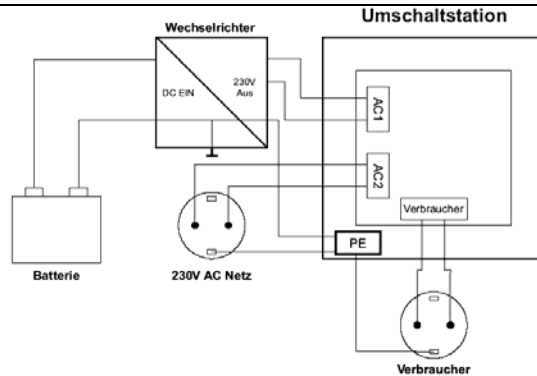 Umschaltstation
Wechselrichter
DC EIN
230V
Aus
AC1
AC2
Verbraucher
PE
Batterie
230V AC Netz
Verbraucher